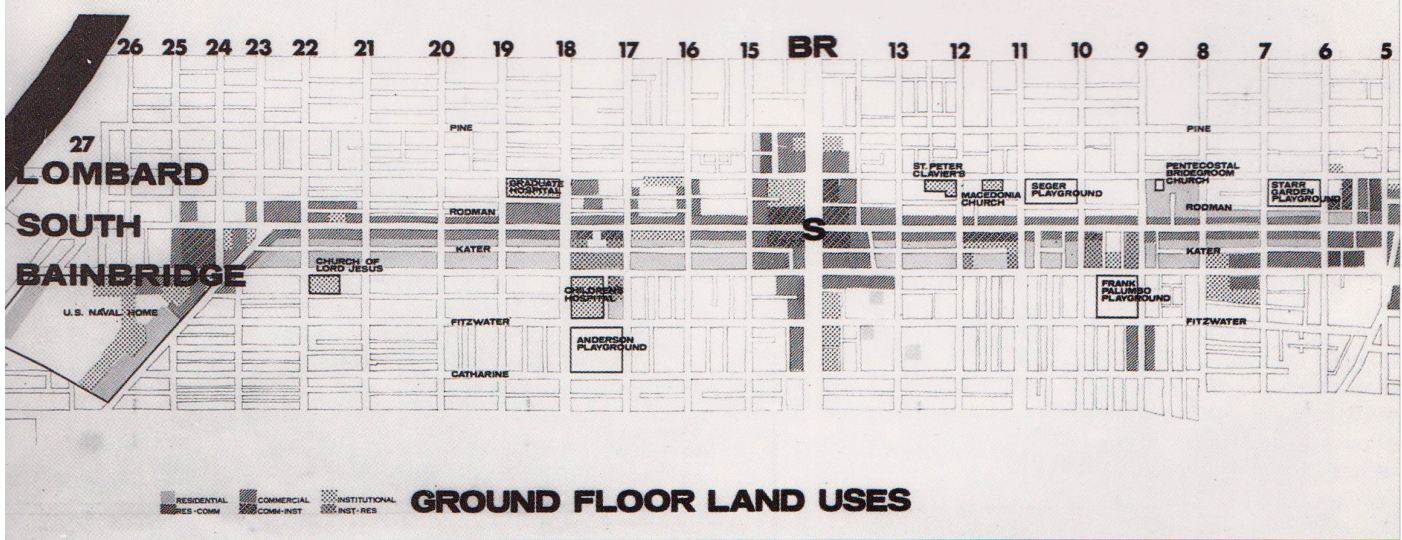 26 25 24 23 22 21 20 19 18 17 16 15 BR 13 12 11 10 9 8 7 6 5
PINE
PINE
27
LOMBARD
GRADUATE
HOSPITAL
ST. PETER
CLAVIER'S
MACEDONIA
CHURCH
SEGER
PLAYGROUND
PENTECOSTAL
BRIDEGROOM
CHURCH
STARR
GARDEN
PLAYGROUND
RODMAN
RODMAN
SOUTH
S
KATER
KATER
BAINBRIDGE
CHURCH OF
LORD JESUS
CHILDREN'S
HOSPITAL
FRANK
PALUMBO
PLAYGROUND
U.S. NAVAL HOME
FITZWATER
FITZWATER
ANDERSON
PLAYGROUND
CATHARINE
RESIDENTIAL COMMERCIAL INSTITUTIONAL
RES-COMM COMM-INST INST-RES
GROUND FLOOR LAND USES